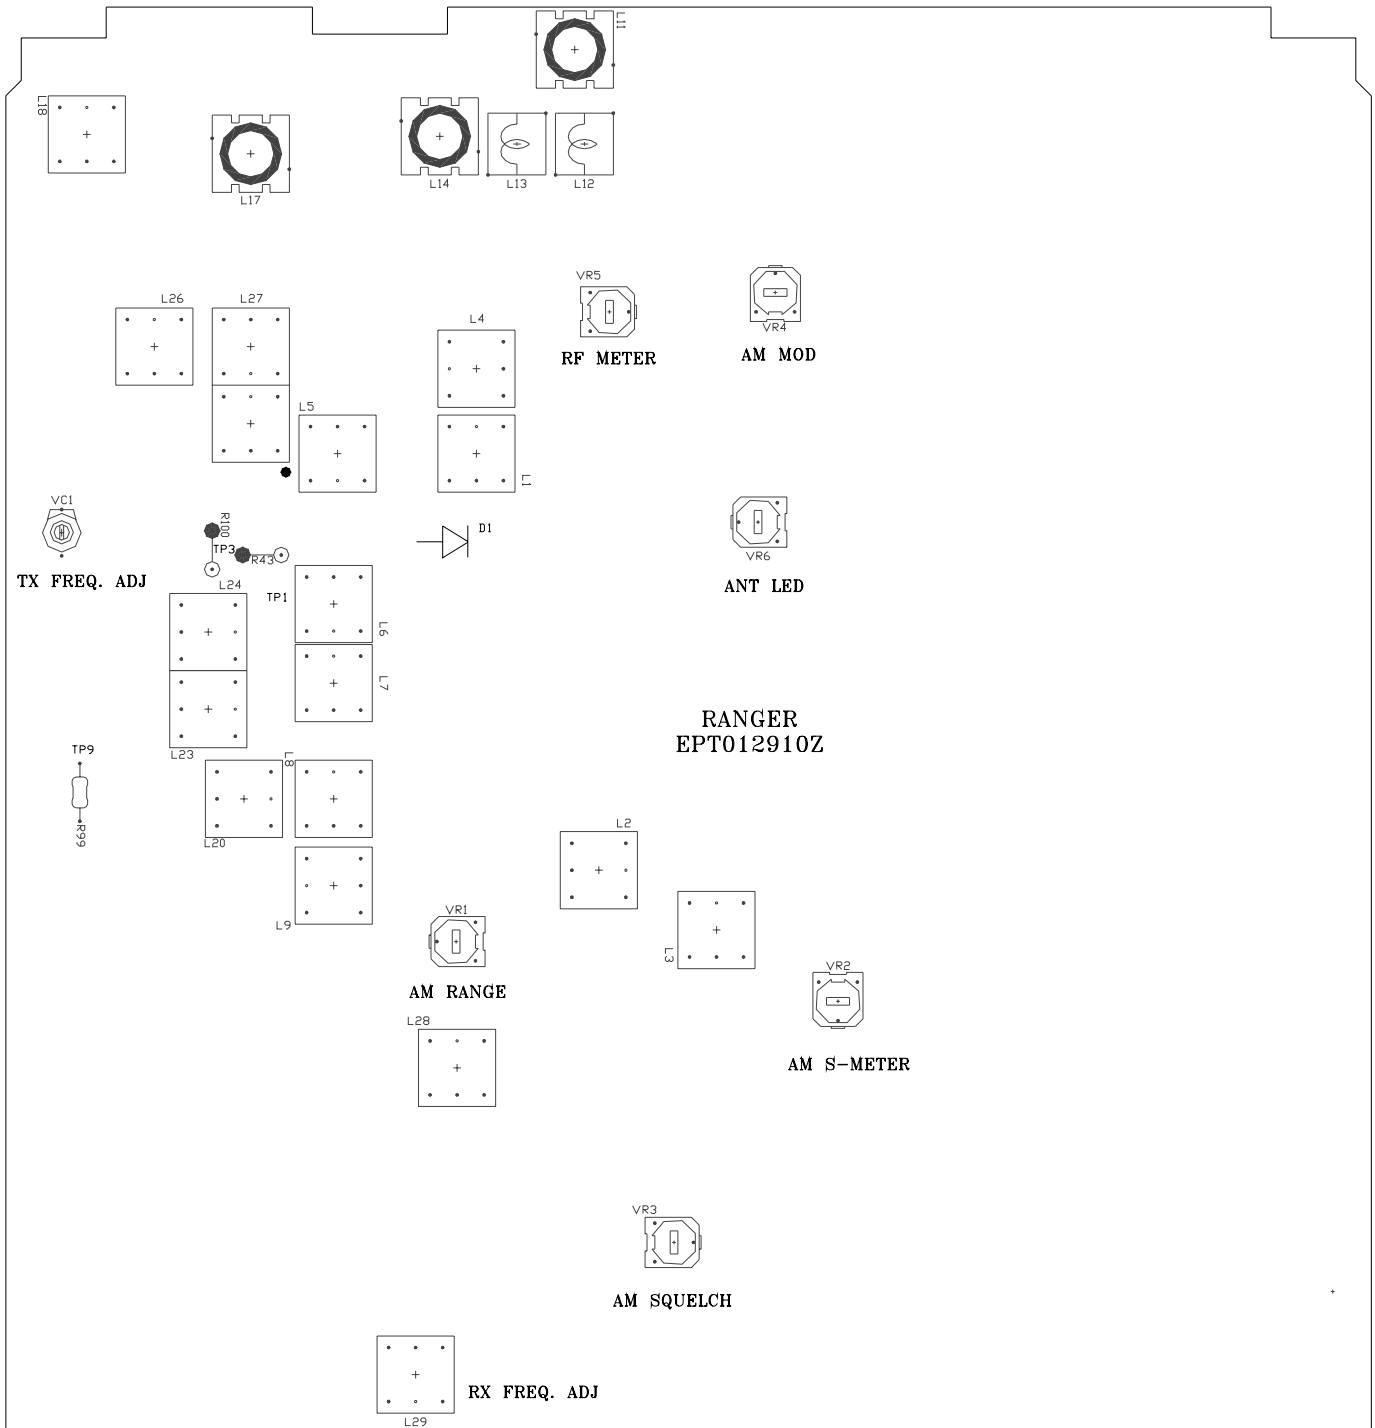 L11
L18
L17
L14
L13
L12
VR5
VR4
RF METER
AM MOD
L26
L27
L4
L5
L1
VC1
R100
TP3
R43
D1
VR6
TX FREQ. ADJ
ANT LED
L24
TP1
L6
L7
RANGER
EPT012910Z
TP9
L23
L8
R99
L20
L2
L9
VR1
L3
VR2
AM RANGE
L28
AM S-METER
VR3
AM SQUELCH
RX FREQ. ADJ
L29